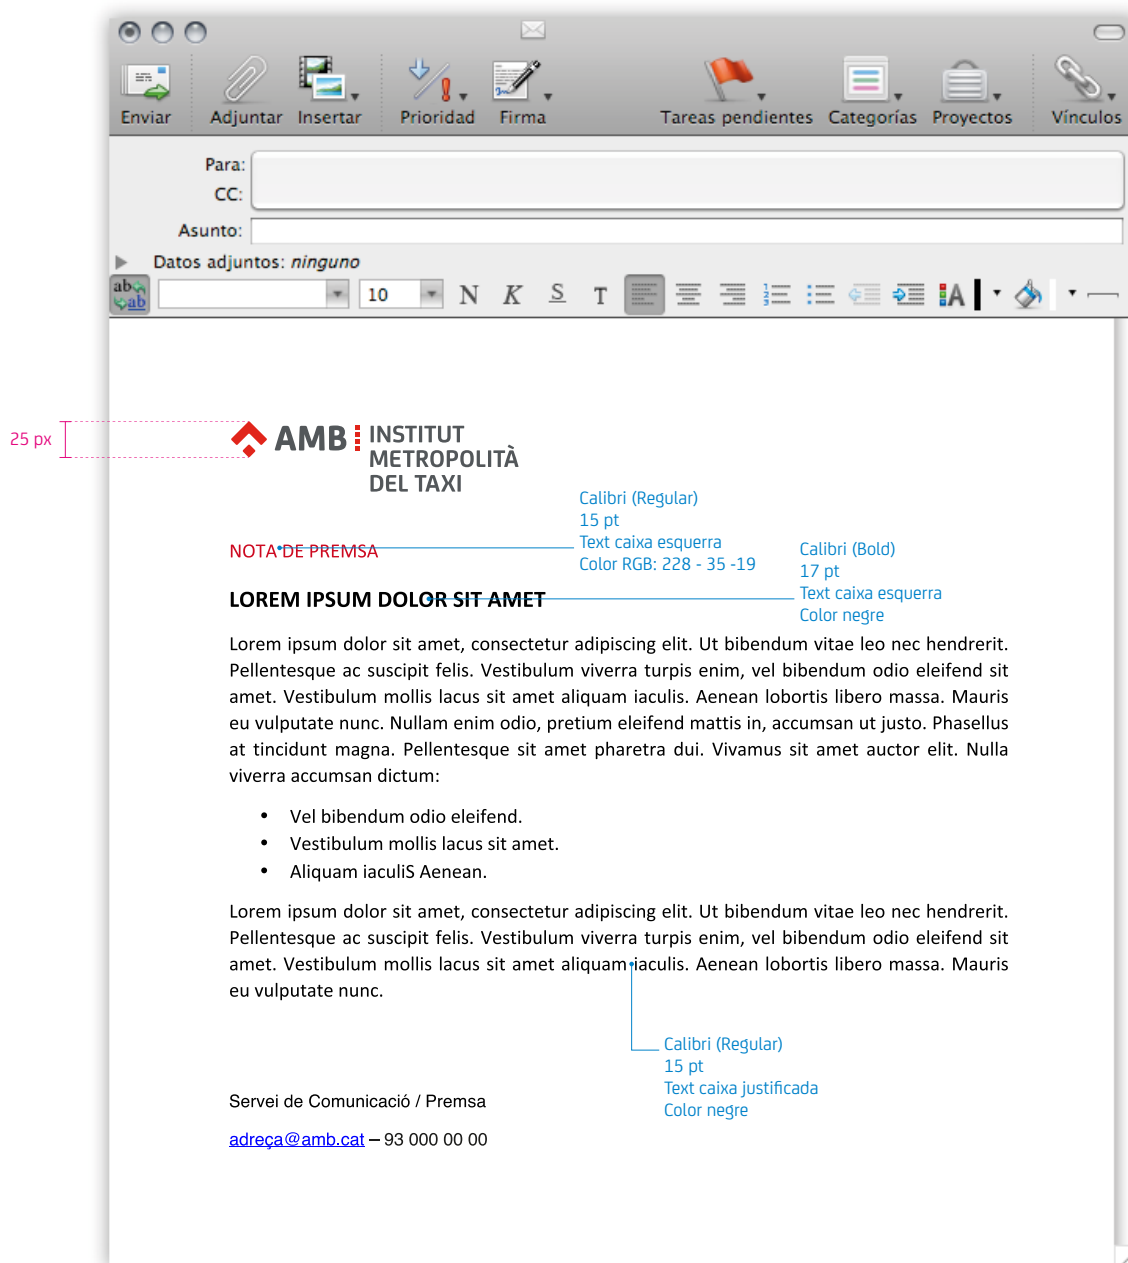 Enviar Adjuntar Insertar Prioridad Firma Tareas pendientes Categorías Proyectos Vínculos
Para:
CC:
Asunto:
Datos adjuntos: ninguno
10 N K S T
25 px
AMB INSTITUT
METROPOLITÀ
DEL TAXI
Calibri (Regular)
15 pt
Text caixa esquerra
Color RGB: 228 - 35 -19
NOTA DE PREMSA
Calibri (Bold)
17 pt
Text caixa esquerra
Color negre
LOREM IPSUM DOLOR SIT AMET
Lorem ipsum dolor sit amet, consectetur adipiscing elit. Ut bibendum vitae leo nec hendrerit.
Pellentesque ac suscipit felis. Vestibulum viverra turpis enim, vel bibendum odio eleifend sit
amet. Vestibulum mollis lacus sit amet aliquam iaculis. Aenean lobortis libero massa. Mauris
eu vulputate nunc. Nullam enim odio, pretium eleifend mattis in, accumsan ut justo. Phasellus
at tincidunt magna. Pellentesque sit amet pharetra dui. Vivamus sit amet auctor elit. Nulla
viverra accumsan dictum:
• Vel bibendum odio eleifend.
• Vestibulum mollis lacus sit amet.
• Aliquam iaculiS Aenean.
Lorem ipsum dolor sit amet, consectetur adipiscing elit. Ut bibendum vitae leo nec hendrerit.
Pellentesque ac suscipit felis. Vestibulum viverra turpis enim, vel bibendum odio eleifend sit
amet. Vestibulum mollis lacus sit amet aliquam iaculis. Aenean lobortis libero massa. Mauris
eu vulputate nunc.
Calibri (Regular)
15 pt
Text caixa justificada
Color negre
Servei de Comunicació / Premsa
adreça@amb.cat – 93 000 00 00